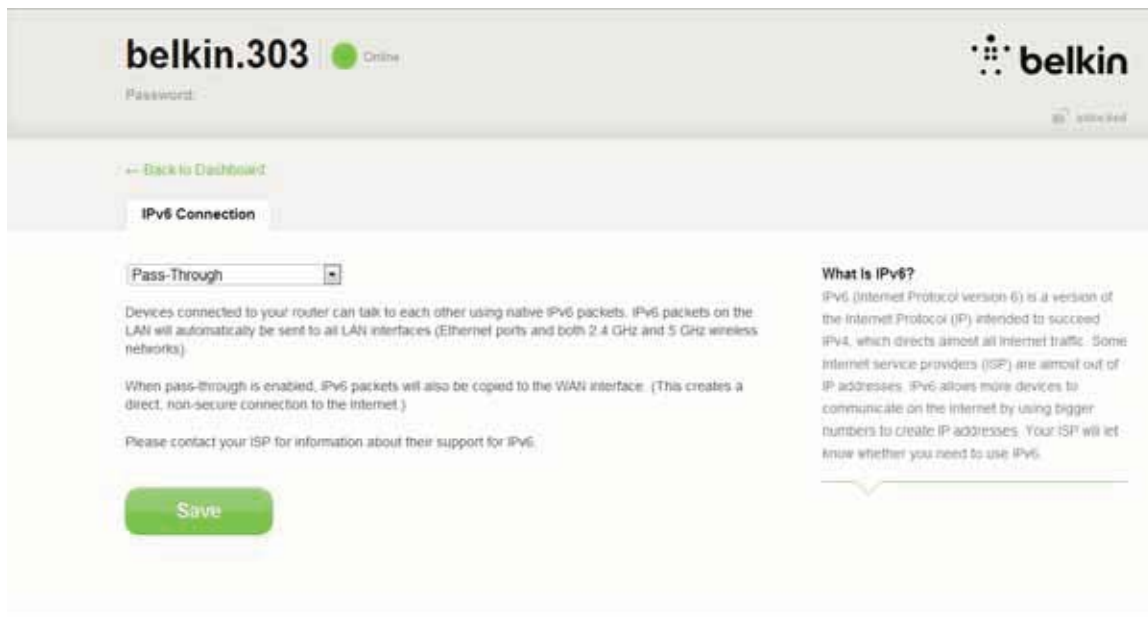 belkin.303
Online
belkin
Password:
unlocked
← Back to Dashboard
IPv6 Connection
Pass-Through
Devices connected to your router can talk to each other using native IPv6 packets. IPv6 packets on the
LAN will automatically be sent to all LAN interfaces (Ethernet ports and both 2.4 GHz and 5 GHz wireless
networks).
When pass-through is enabled, IPv6 packets will also be copied to the WAN interface. (This creates a
direct, non-secure connection to the Internet.)
Please contact your ISP for information about their support for IPv6.
Save
What Is IPv6?
IPv6 (Internet Protocol version 6) is a version of
the Internet Protocol (IP) intended to succeed
IPv4, which directs almost all Internet traffic. Some
Internet service providers (ISP) are almost out of
IP addresses. IPv6 allows more devices to
communicate on the Internet by using bigger
numbers to create IP addresses. Your ISP will let
know whether you need to use IPv6.